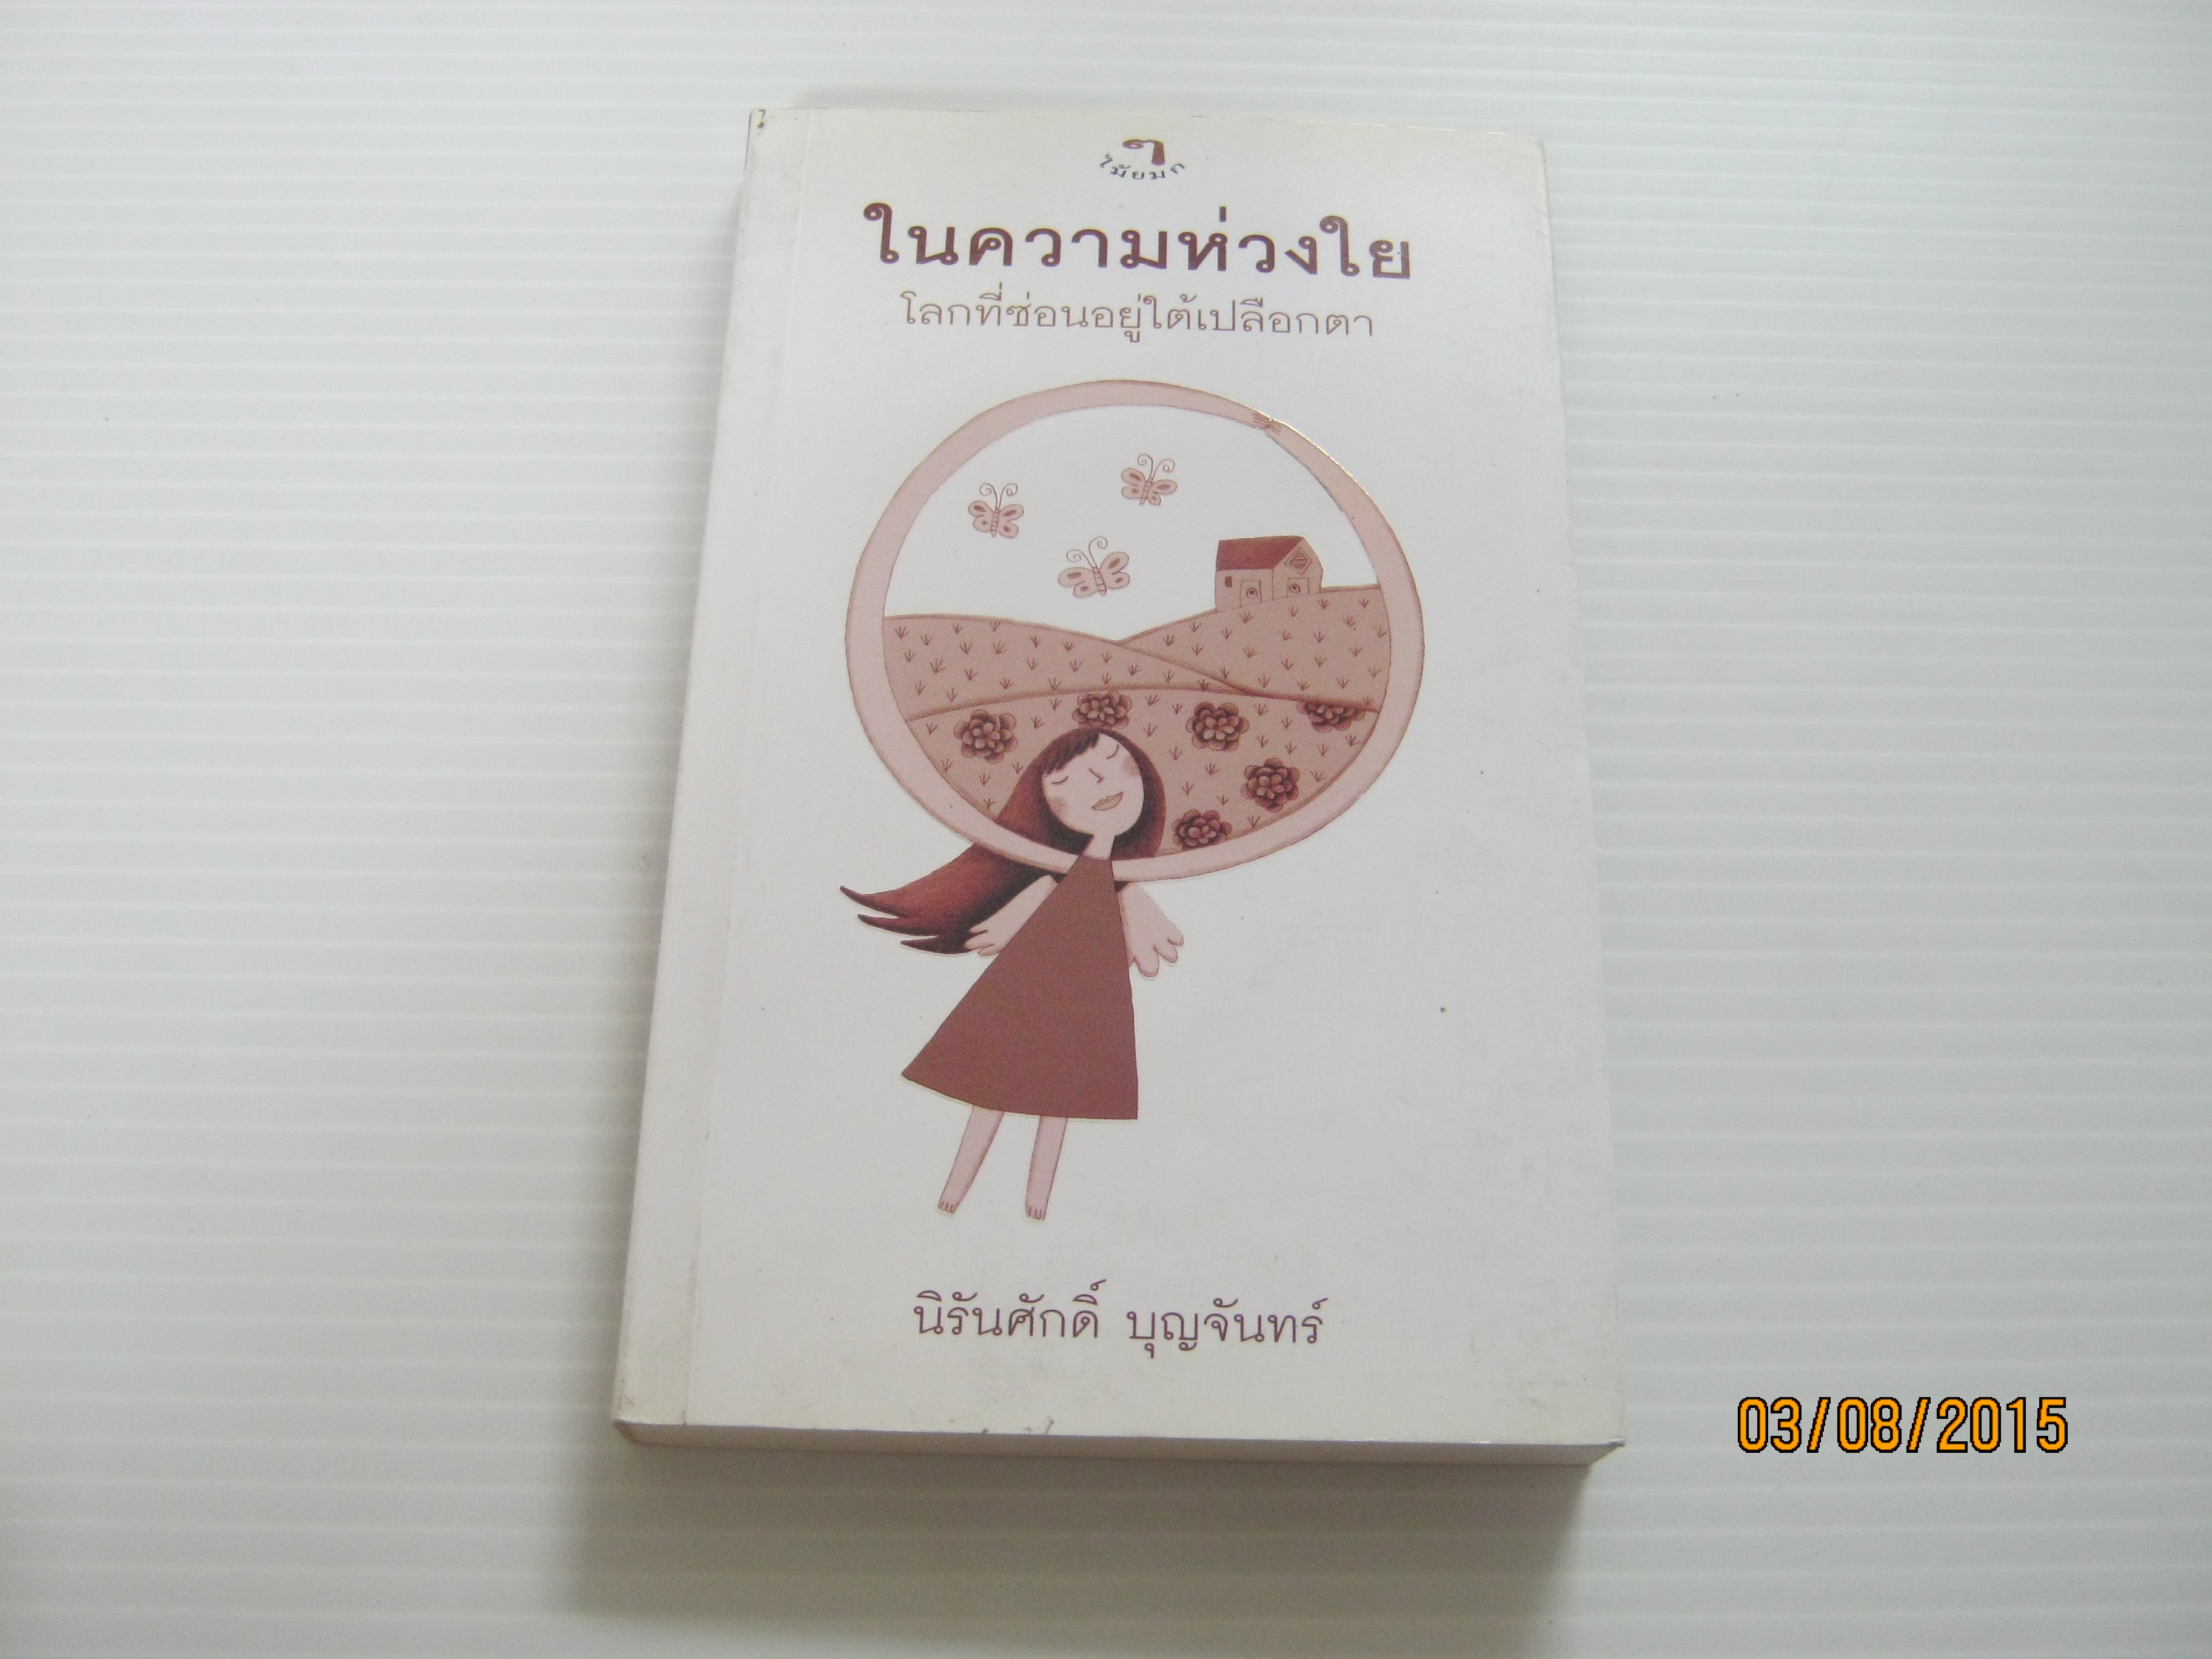 ๆ
ไม้ยมก
ในความห่วงใย
โลกที่ซ่อนอยู่ใต้เปลือกตา
นิรันศักดิ์ บุญจันทร์
03/08/2015